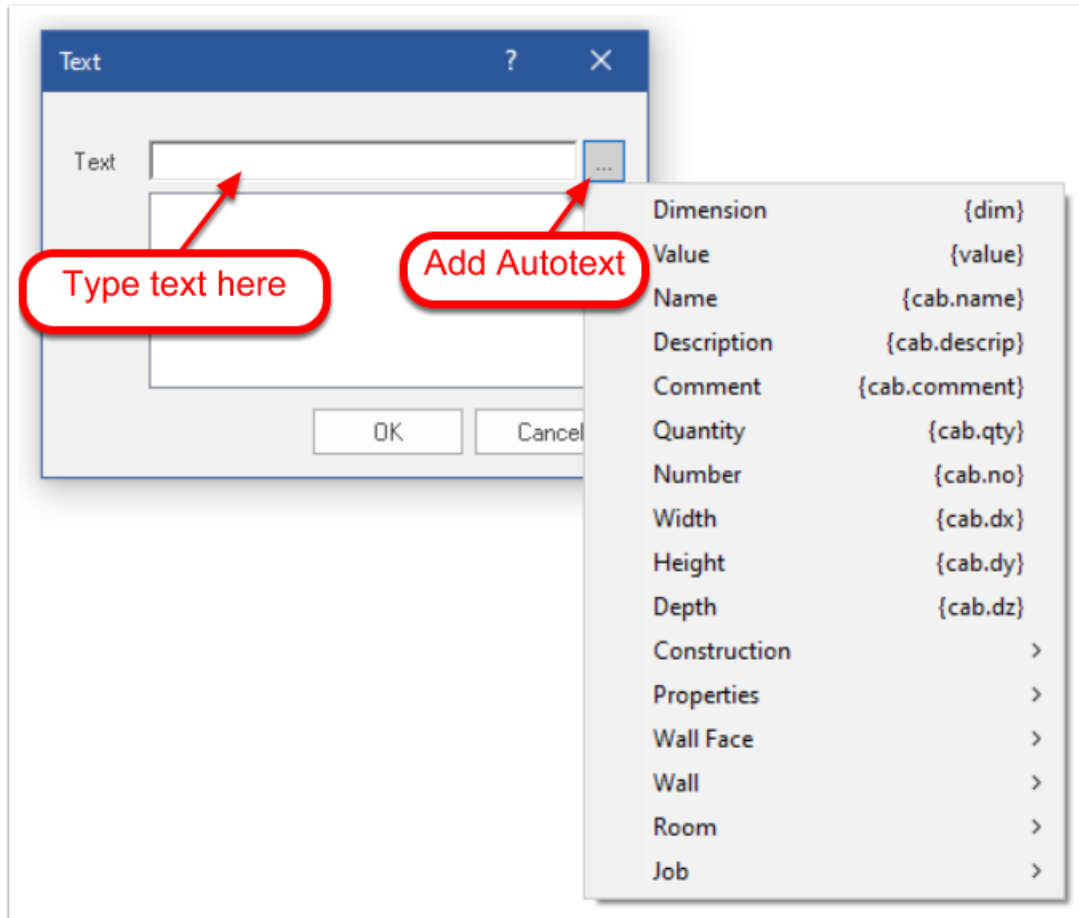 Text ? ×
Text ...
Type text here
Add Autotext
OK Cancel
Dimension {dim}
Value {value}
Name {cab.name}
Description {cab.descrip}
Comment {cab.comment}
Quantity {cab.qty}
Number {cab.no}
Width {cab.dx}
Height {cab.dy}
Depth {cab.dz}
Construction >
Properties >
Wall Face >
Wall >
Room >
Job >